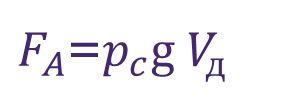 F_A=p_c g V_д